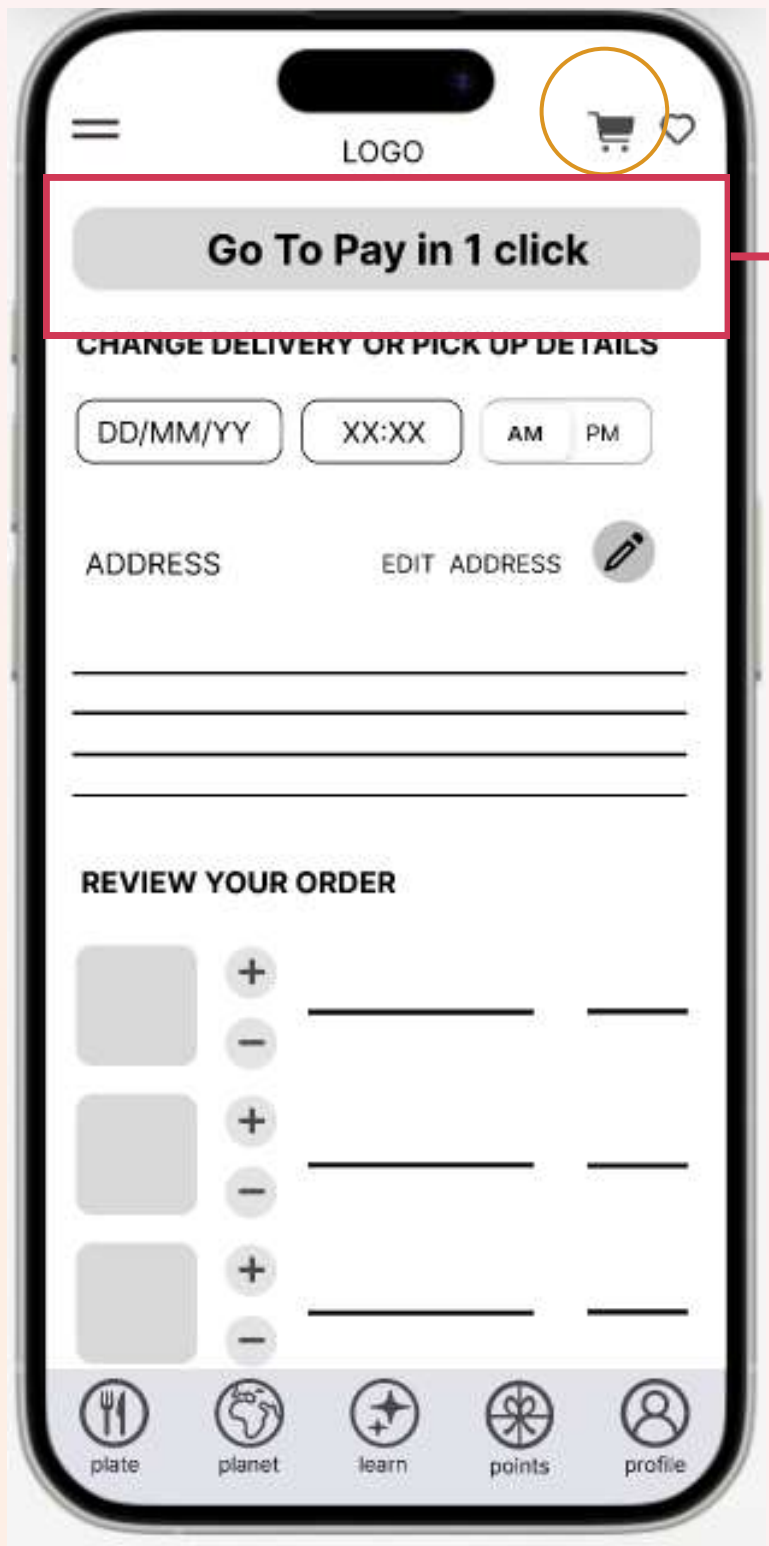 LOGO
Go To Pay in 1 click
CHANGE DELIVERY OR PICK UP DETAILS
DD/MM/YY XX:XX AM PM
ADDRESS EDIT ADDRESS
REVIEW YOUR ORDER
+
−
+
−
+
−
plate planet learn points profile